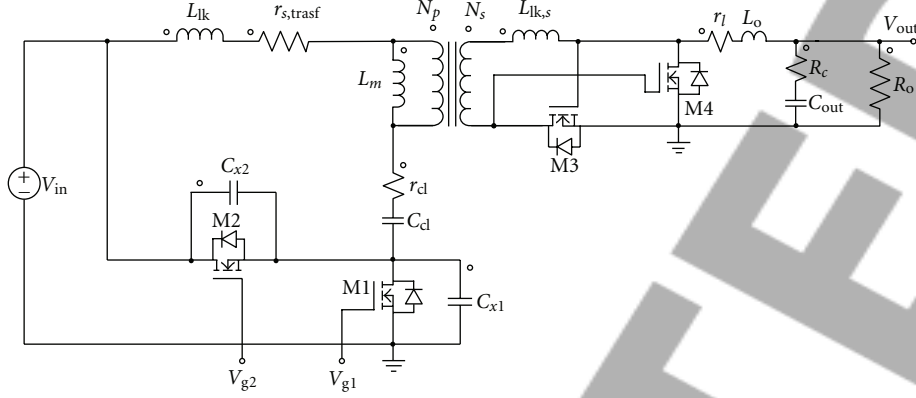 L_lk
r_s,trasf
N_p
N_s
L_lk,s
r_l
L_o
V_out
L_m
M4
R_c
C_out
R_o
M3
V_in
C_x2
M2
r_cl
C_cl
M1
C_x1
V_g2
V_g1